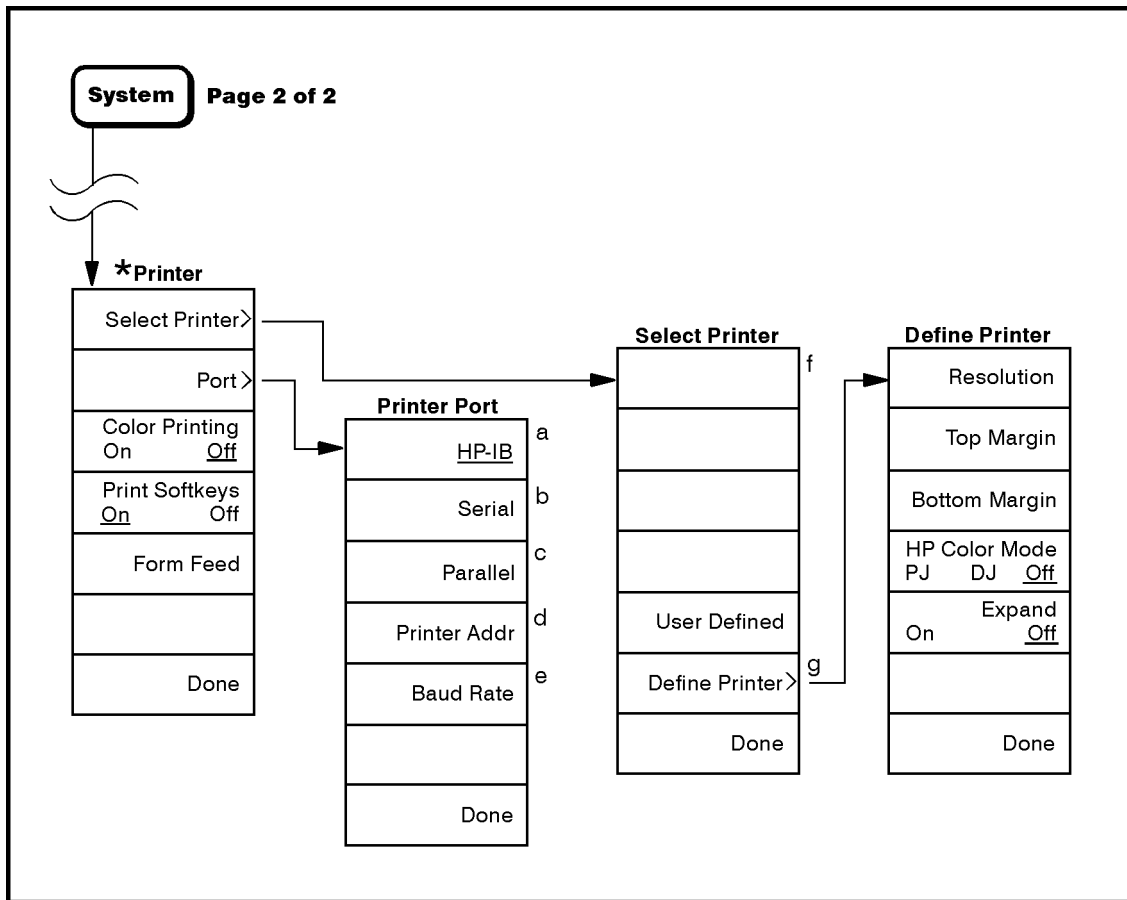 System Page 2 of 2
*Printer
Select Printer>
Port>
Color Printing
On Off
Print Softkeys
On Off
Form Feed
Done
Printer Port
HP-IB a
Serial b
Parallel c
Printer Addr d
Baud Rate e
Done
Select Printer
f
User Defined
Define Printer> g
Done
Define Printer
Resolution
Top Margin
Bottom Margin
HP Color Mode
PJ DJ Off
Expand
On Off
Done